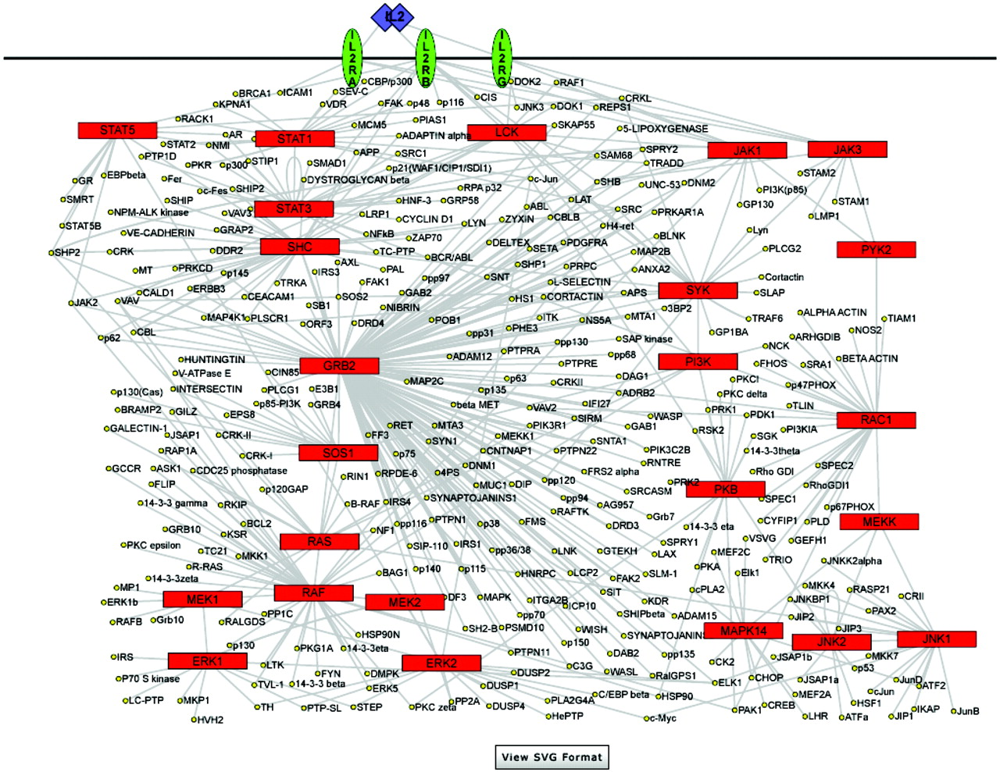 IL2
IL2RA
IL2RB
IL2RG
CBP/p300
DOK2
RAF1
BRCA1
ICAM1
SEV-C
CIS
CRKL
KPNA1
VDR
FAK
p48
p116
JNK3
DOK1
REPS1
RACK1
PIAS1
STAT5
MCM5
LCK
SKAP55
5-LIPOXYGENASE
AR
STAT1
ADAPTIN alpha
STAT2
NMI
JAK1
JAK3
PTP1D
APP
SRC1
SAM68
SPRY2
PKR
p300
STIP1
SMAD1
p21(WAF1/CIP1/SDI1)
TRADD
EBPbeta
STAM2
GR
Fer
DYSTROGLYCAN beta
c-Jun
SHB
UNC-53
DNM2
c-Fes
SHIP2
RPA p32
PI3K(p85)
SMRT
SHIP
HNF-3
GRP58
LAT
GP130
STAM1
NPM-ALK kinase
VAV3
STAT3
LRP1
CYCLIN D1
ABL
SRC
PRKAR1A
LMP1
STAT5B
LYN
ZYXIN
CBLB
H4-ret
VE-CADHERIN
GRAP2
NFkB
ZAP70
BLNK
Lyn
SHP2
CRK
DDR2
SHC
TC-PTP
BCR/ABL
DELTEX
SETA
PDGFRA
MAP2B
PLCG2
PYK2
MT
PRKCD
p145
AXL
IRS3
PAL
SHP1
PRPC
ANXA2
TRKA
FAK1
pp97
SNT
L-SELECTIN
Cortactin
CALD1
ERBB3
GAB2
SYK
SLAP
JAK2
VAV
CEACAM1
SB1
SOS2
NIBRIN
HS1
CORTACTIN
APS
3BP2
MAP4K1
PLSCR1
ORF3
DRD4
POB1
ITK
NS5A
MTA1
TRAF6
ALPHA ACTIN
TIAM1
p62
CBL
pp31
PHE3
GP1BA
NOS2
pp130
SAP kinase
NCK
ARHGDIB
HUNTINGTIN
GRB2
ADAM12
PTPRA
pp68
PI3K
FHOS
SRA1
BETA ACTIN
V-ATPase E
CIN85
PTPRE
DAG1
PKCI
p47PHOX
p130(Cas)
INTERSECTIN
PLCG1
E3B1
MAP2C
p135
p63
CRKII
ADRB2
PKC delta
BRAMP2
GILZ
p85-PI3K
GRB4
beta MET
VAV2
IFI27
TLIN
EPS8
SIRM
WASP
PRK1
PDK1
RAC1
GALECTIN-1
JSAP1
CRK-II
RET
MTA3
PIK3R1
GAB1
RSK2
PI3KIA
FF3
SYN1
MEKK1
SNTA1
SGK
RAP1A
CRK-I
SOS1
p75
CNTNAP1
PTPN22
PIK3C2B
14-3-3theta
GCCR
ASK1
CDC25 phosphatase
RIN1
RPDE-6
4PS
DNM1
FRS2 alpha
RNTRE
Rho GDI
SPEC2
FLIP
p120GAP
MUC1
DIP
pp120
SRCASM
PRK2
PKB
RhoGDI1
14-3-3 gamma
RKIP
B-RAF
IRS4
SYNAPTOJANINS1
pp94
AG957
SPEC1
p67PHOX
RAFTK
Grb7
MEKK
GRB10
BCL2
pp116
PTPN1
p38
FMS
DRD3
14-3-3 eta
CYFIP1
PLD
KSR
NF1
PKC epsilon
RAS
SIP-110
IRS1
pp36/38
LNK
GTEKH
SPRY1
VSVG
GEFH1
TC21
MKK1
LAX
MEF2C
TRIO
JNKK2alpha
R-RAS
BAG1
p140
p115
HNRPC
LCP2
FAK2
SLM-1
PKA
Elk1
14-3-3zeta
MP1
MEK1
RAF
MEK2
DF3
MAPK
ITGA2B
SIT
cPLA2
MKK4
RASP21
CRII
ERK1b
ICP10
KDR
JNKBP1
PP1C
pp70
SHIPbeta
ADAM15
JIP2
PAX2
RAFB
Grb10
RALGDS
SH2-B
PSMD10
WISH
MAPK14
JIP3
HSP90N
SYNAPTOJANINS
JNK2
JNK1
p130
PKG1A
14-3-3eta
p150
IRS
ERK1
LTK
ERK2
PTPN11
DAB2
pp135
CK2
JSAP1b
MKK7
C3G
WASL
p53
P70 S kinase
FYN
DMPK
DUSP2
RalGPS1
ELK1
CHOP
JSAP1a
JunD
ATF2
TVL-1
14-3-3 beta
ERK5
DUSP1
LC-PTP
MKP1
PP2A
PLA2G4A
C/EBP beta
HSP90
MEF2A
cJun
HSF1
TH
PTP-SL
STEP
PKC zeta
DUSP4
PAK1
CREB
IKAP
HVH2
HePTP
c-Myc
LHR
ATFa
JIP1
JunB
View SVG Format